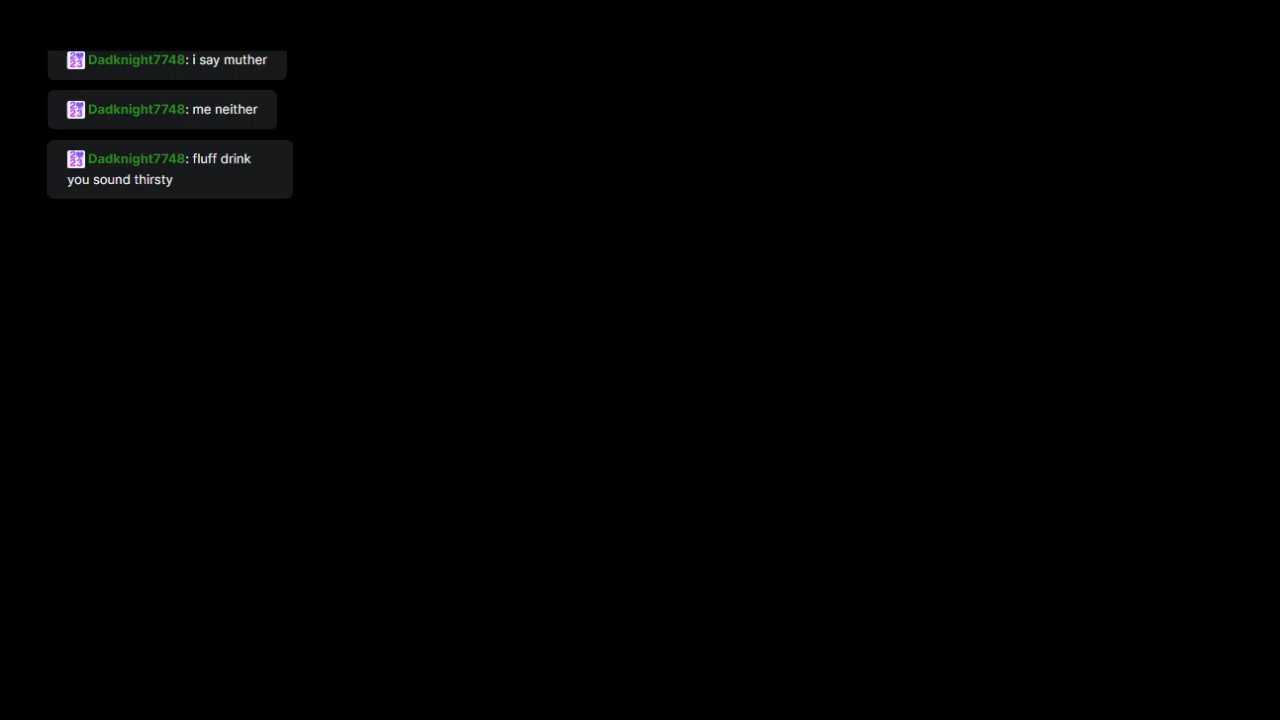 Dadknight7748: i say muther
Dadknight7748: me neither
Dadknight7748: fluff drink
you sound thirsty